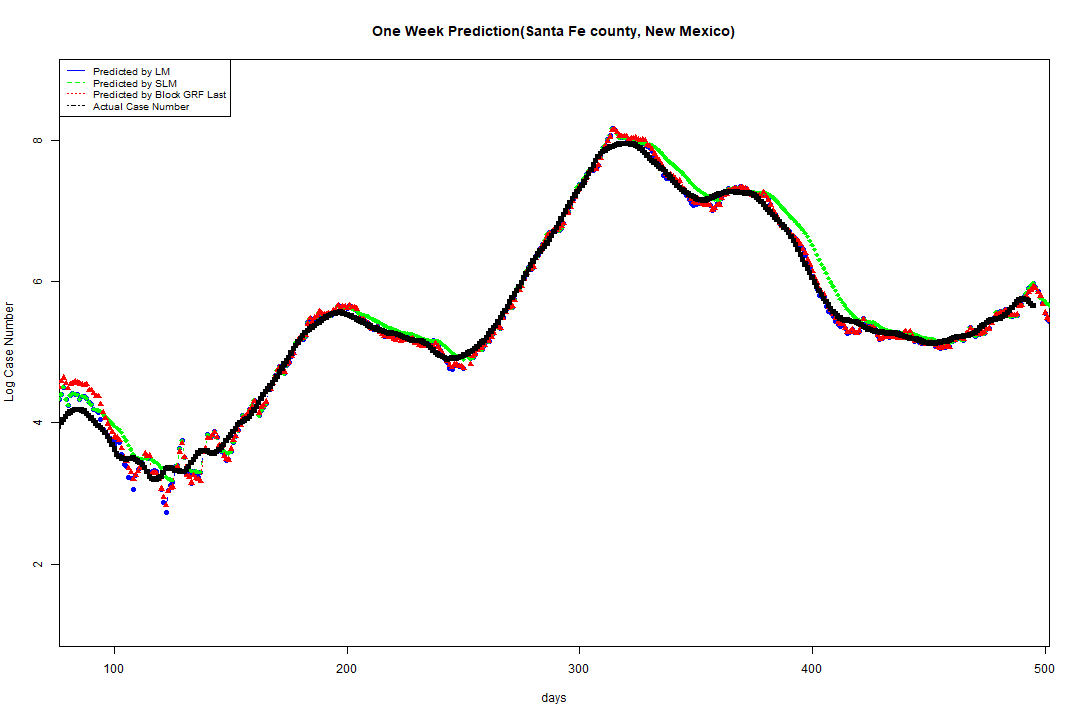 One Week Prediction(Santa Fe county, New Mexico)
Predicted by LM
Predicted by SLM
Predicted by Block GRF Last
Actual Case Number
8
6
4
2
Log Case Number
100 200 300 400 500
days